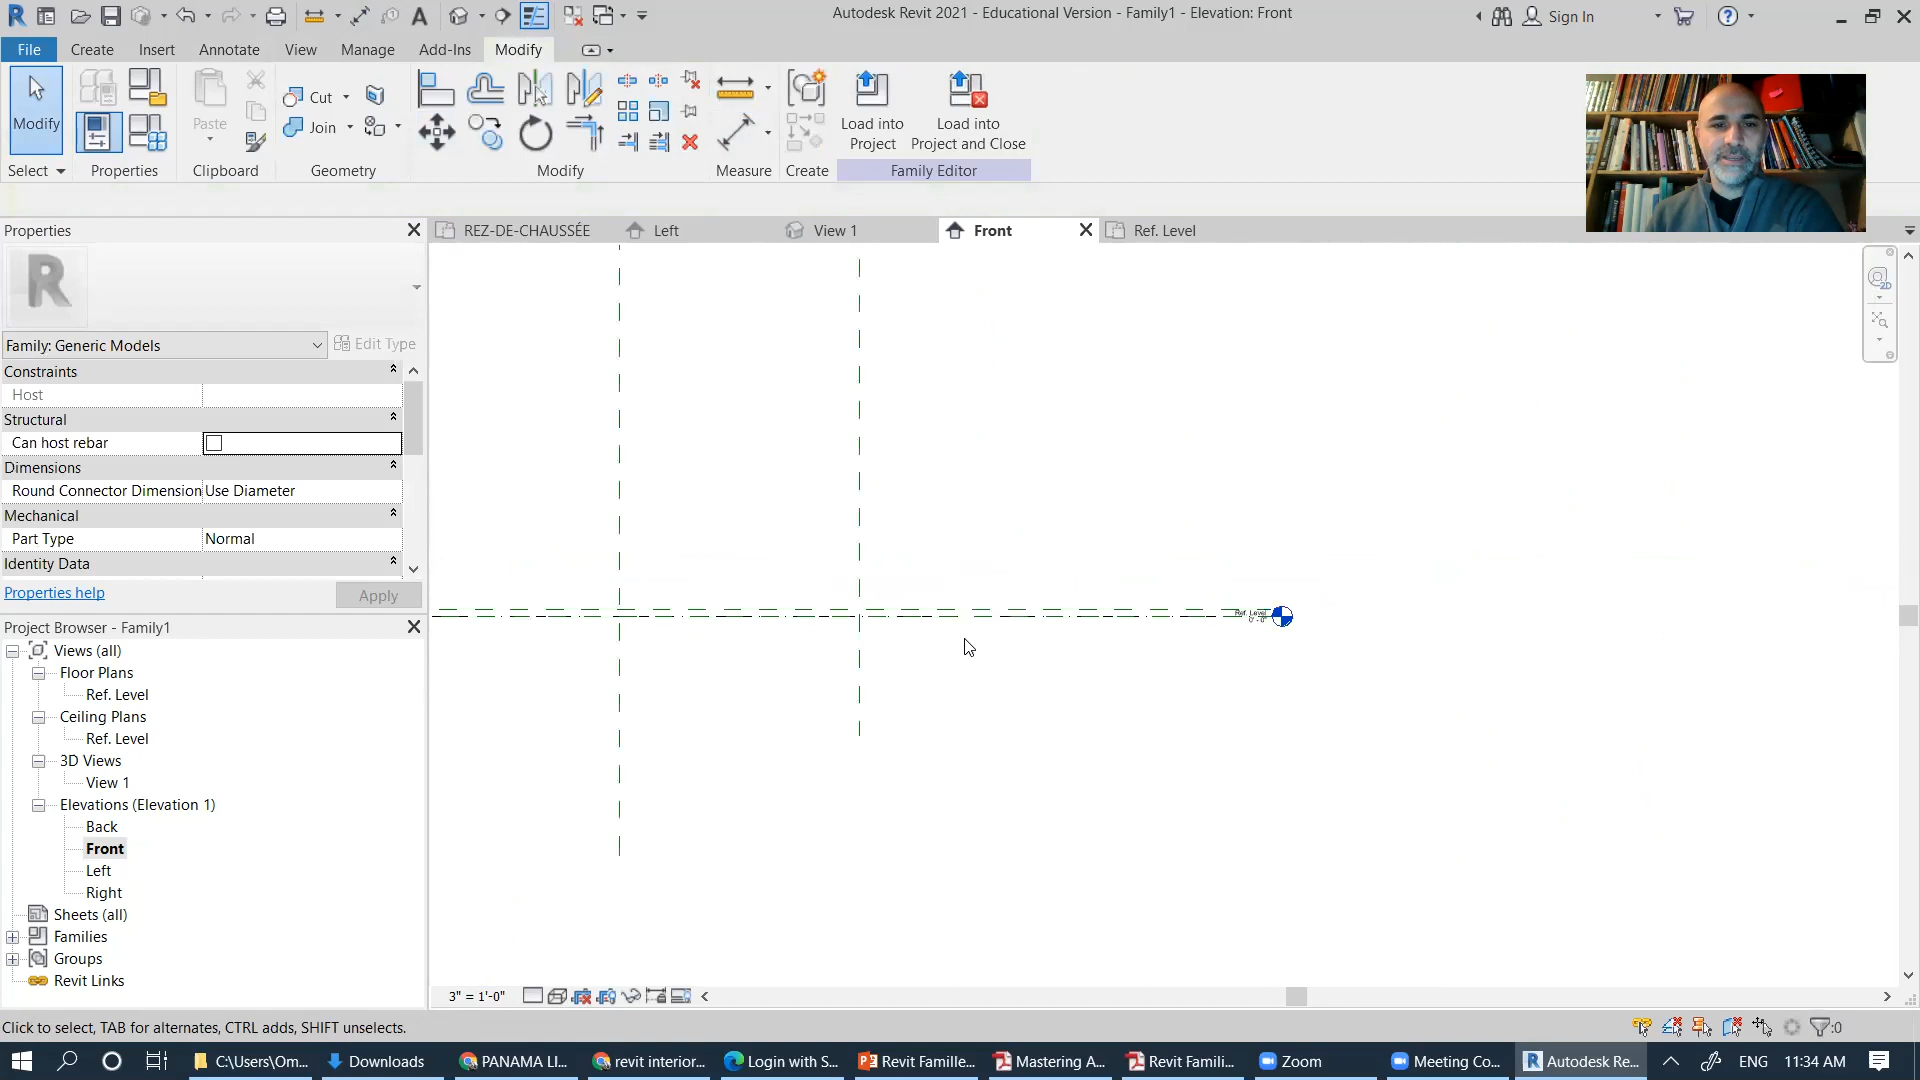 Autodesk Revit 2021 - Educational Version - Family1 - Elevation: Front
Sign In
File Create Insert Annotate View Manage Add-Ins Modify
Modify
Paste
Cut
Join
Load into Project
Load into Project and Close
Select Properties Clipboard Geometry Modify Measure Create Family Editor
Properties
REZ-DE-CHAUSSÉE Left View 1 Front Ref. Level
Family: Generic Models Edit Type
Constraints
Host
Structural
Can host rebar
Dimensions
Round Connector Dimension Use Diameter
Mechanical
Part Type Normal
Identity Data
Properties help Apply
Ref. Level
0' - 0"
Project Browser - Family1
Views (all)
Floor Plans
Ref. Level
Ceiling Plans
Ref. Level
3D Views
View 1
Elevations (Elevation 1)
Back
Front
Left
Right
Sheets (all)
Families
Groups
Revit Links
3" = 1'-0"
Click to select, TAB for alternates, CTRL adds, SHIFT unselects.
:0
C:\Users\Om... Downloads PANAMA LI... revit interior... Login with S... Revit Famille... Mastering A... Revit Famili... Zoom Meeting Co... Autodesk Re... ENG 11:34 AM